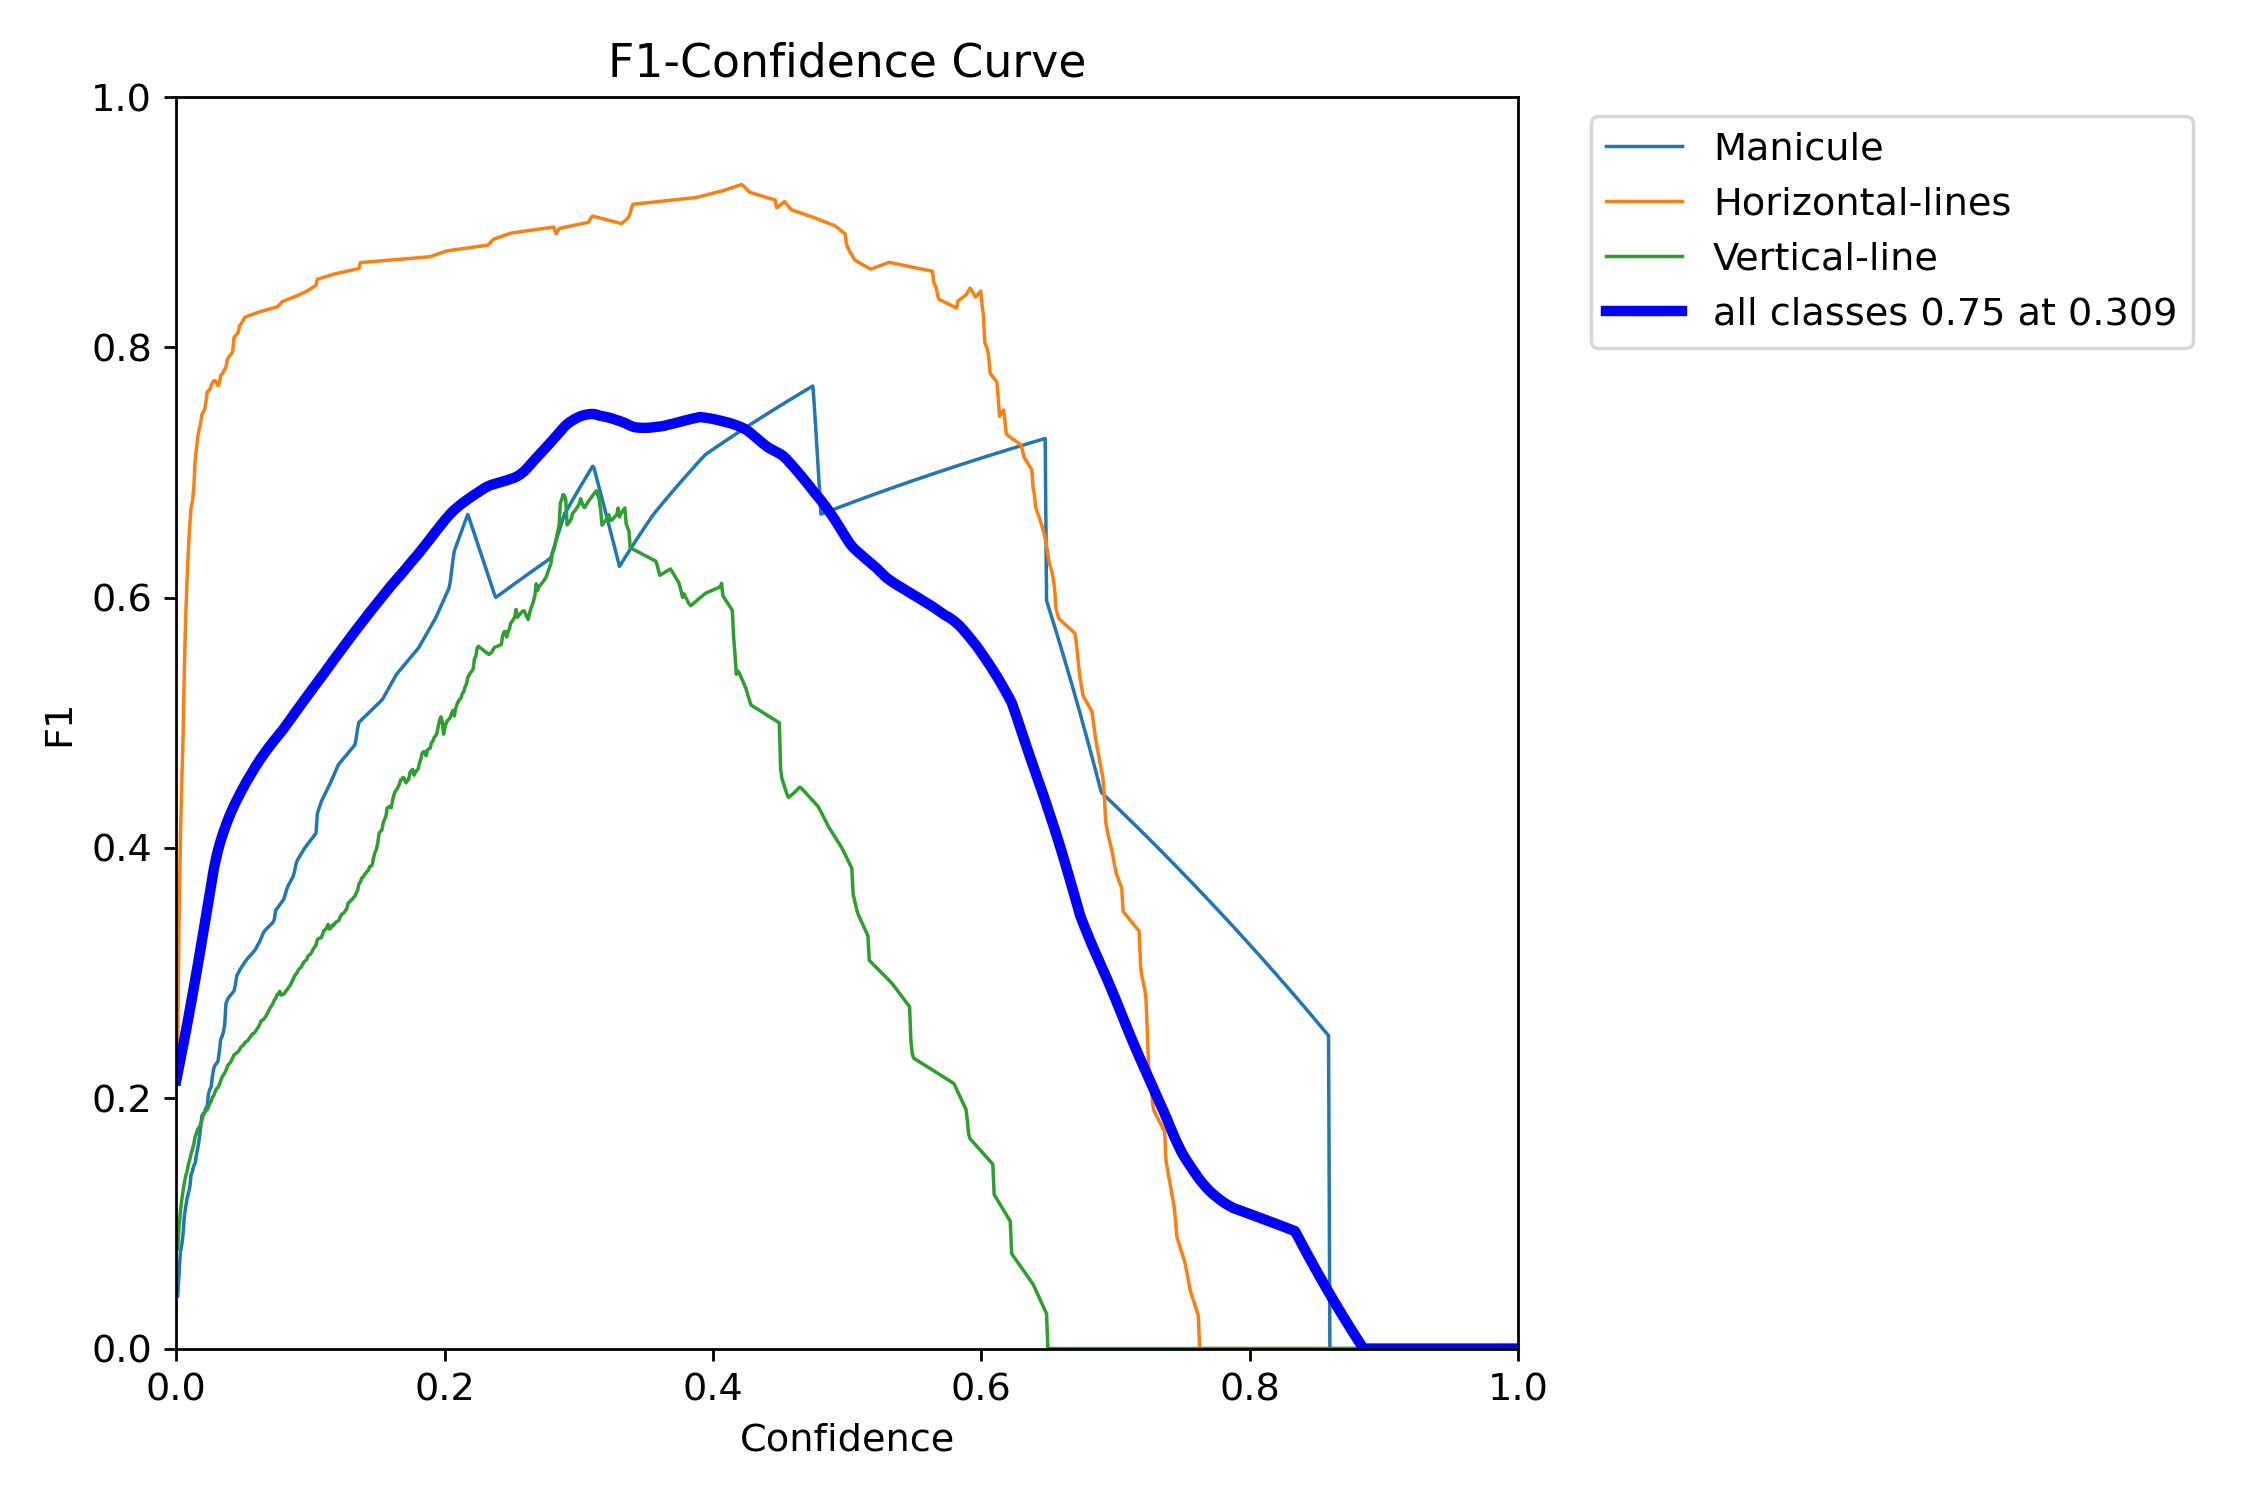 F1-Confidence Curve
1.0
0.8
0.6
0.4
0.2
0.0
F1
0.0 0.2 0.4 0.6 0.8 1.0
Confidence
Manicule
Horizontal-lines
Vertical-line
all classes 0.75 at 0.309